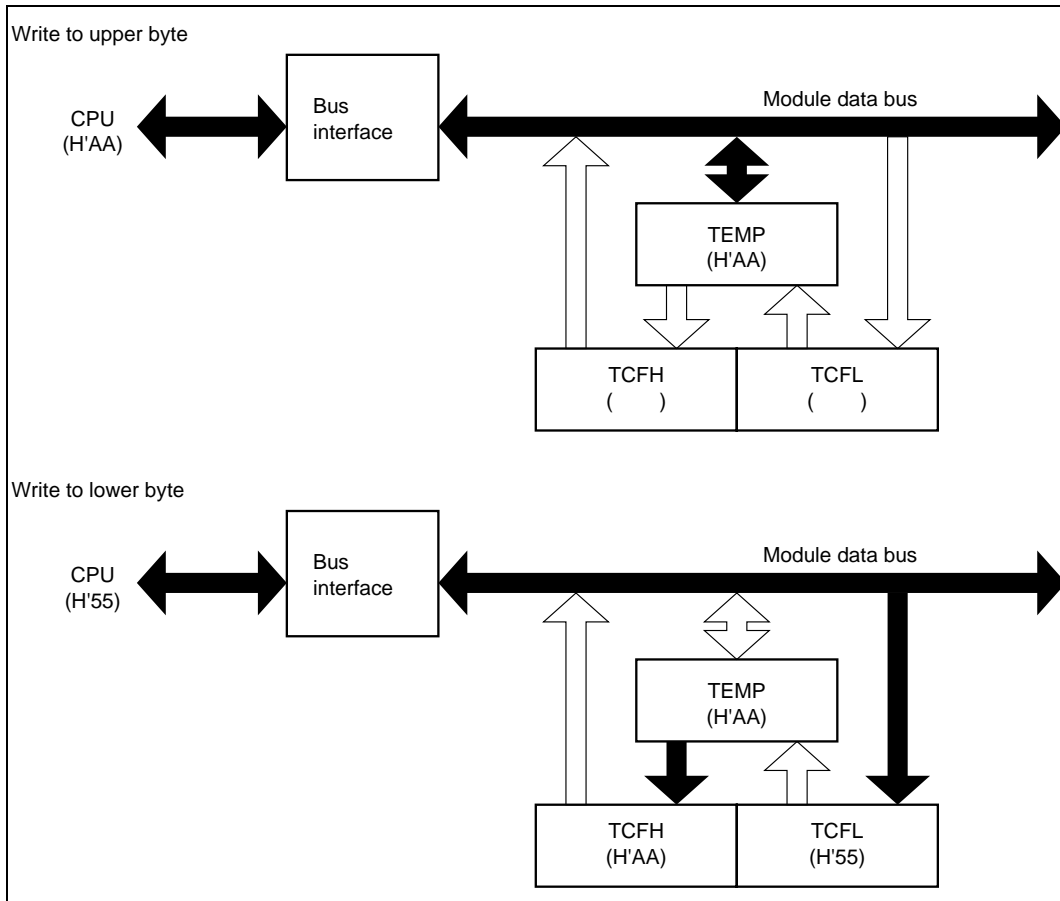 Write to upper byte
CPU
(H'AA)
Bus
interface
Module data bus
TEMP
(H'AA)
TCFH
(        )
TCFL
(        )
Write to lower byte
CPU
(H'55)
Bus
interface
Module data bus
TEMP
(H'AA)
TCFH
(H'AA)
TCFL
(H'55)